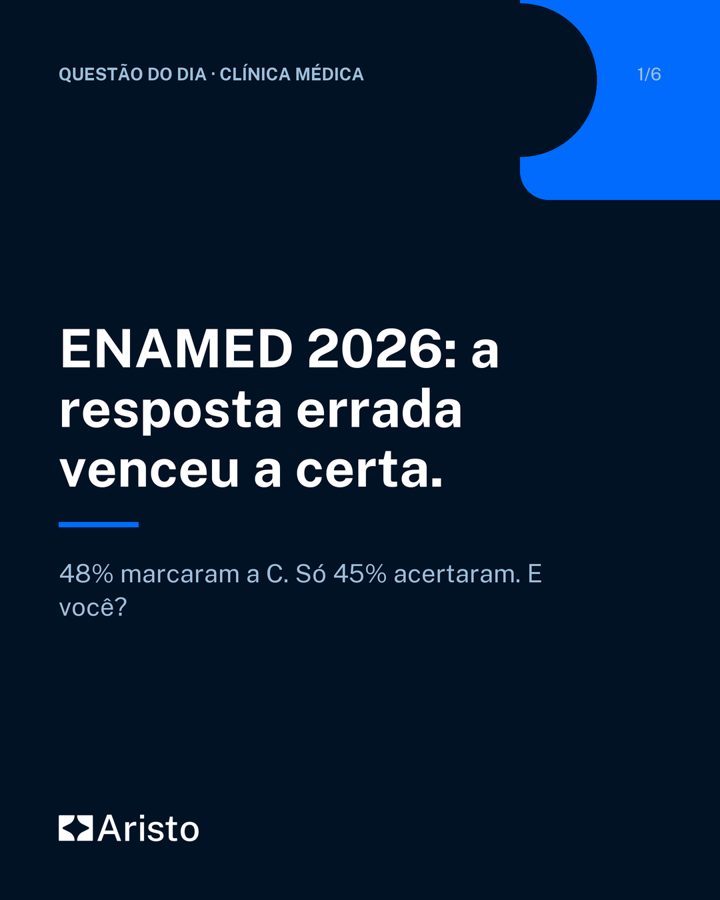 QUESTÃO DO DIA · CLÍNICA MÉDICA
1/6
ENAMED 2026: a
resposta errada
venceu a certa.
48% marcaram a C. Só 45% acertaram. E
você?
Aristo